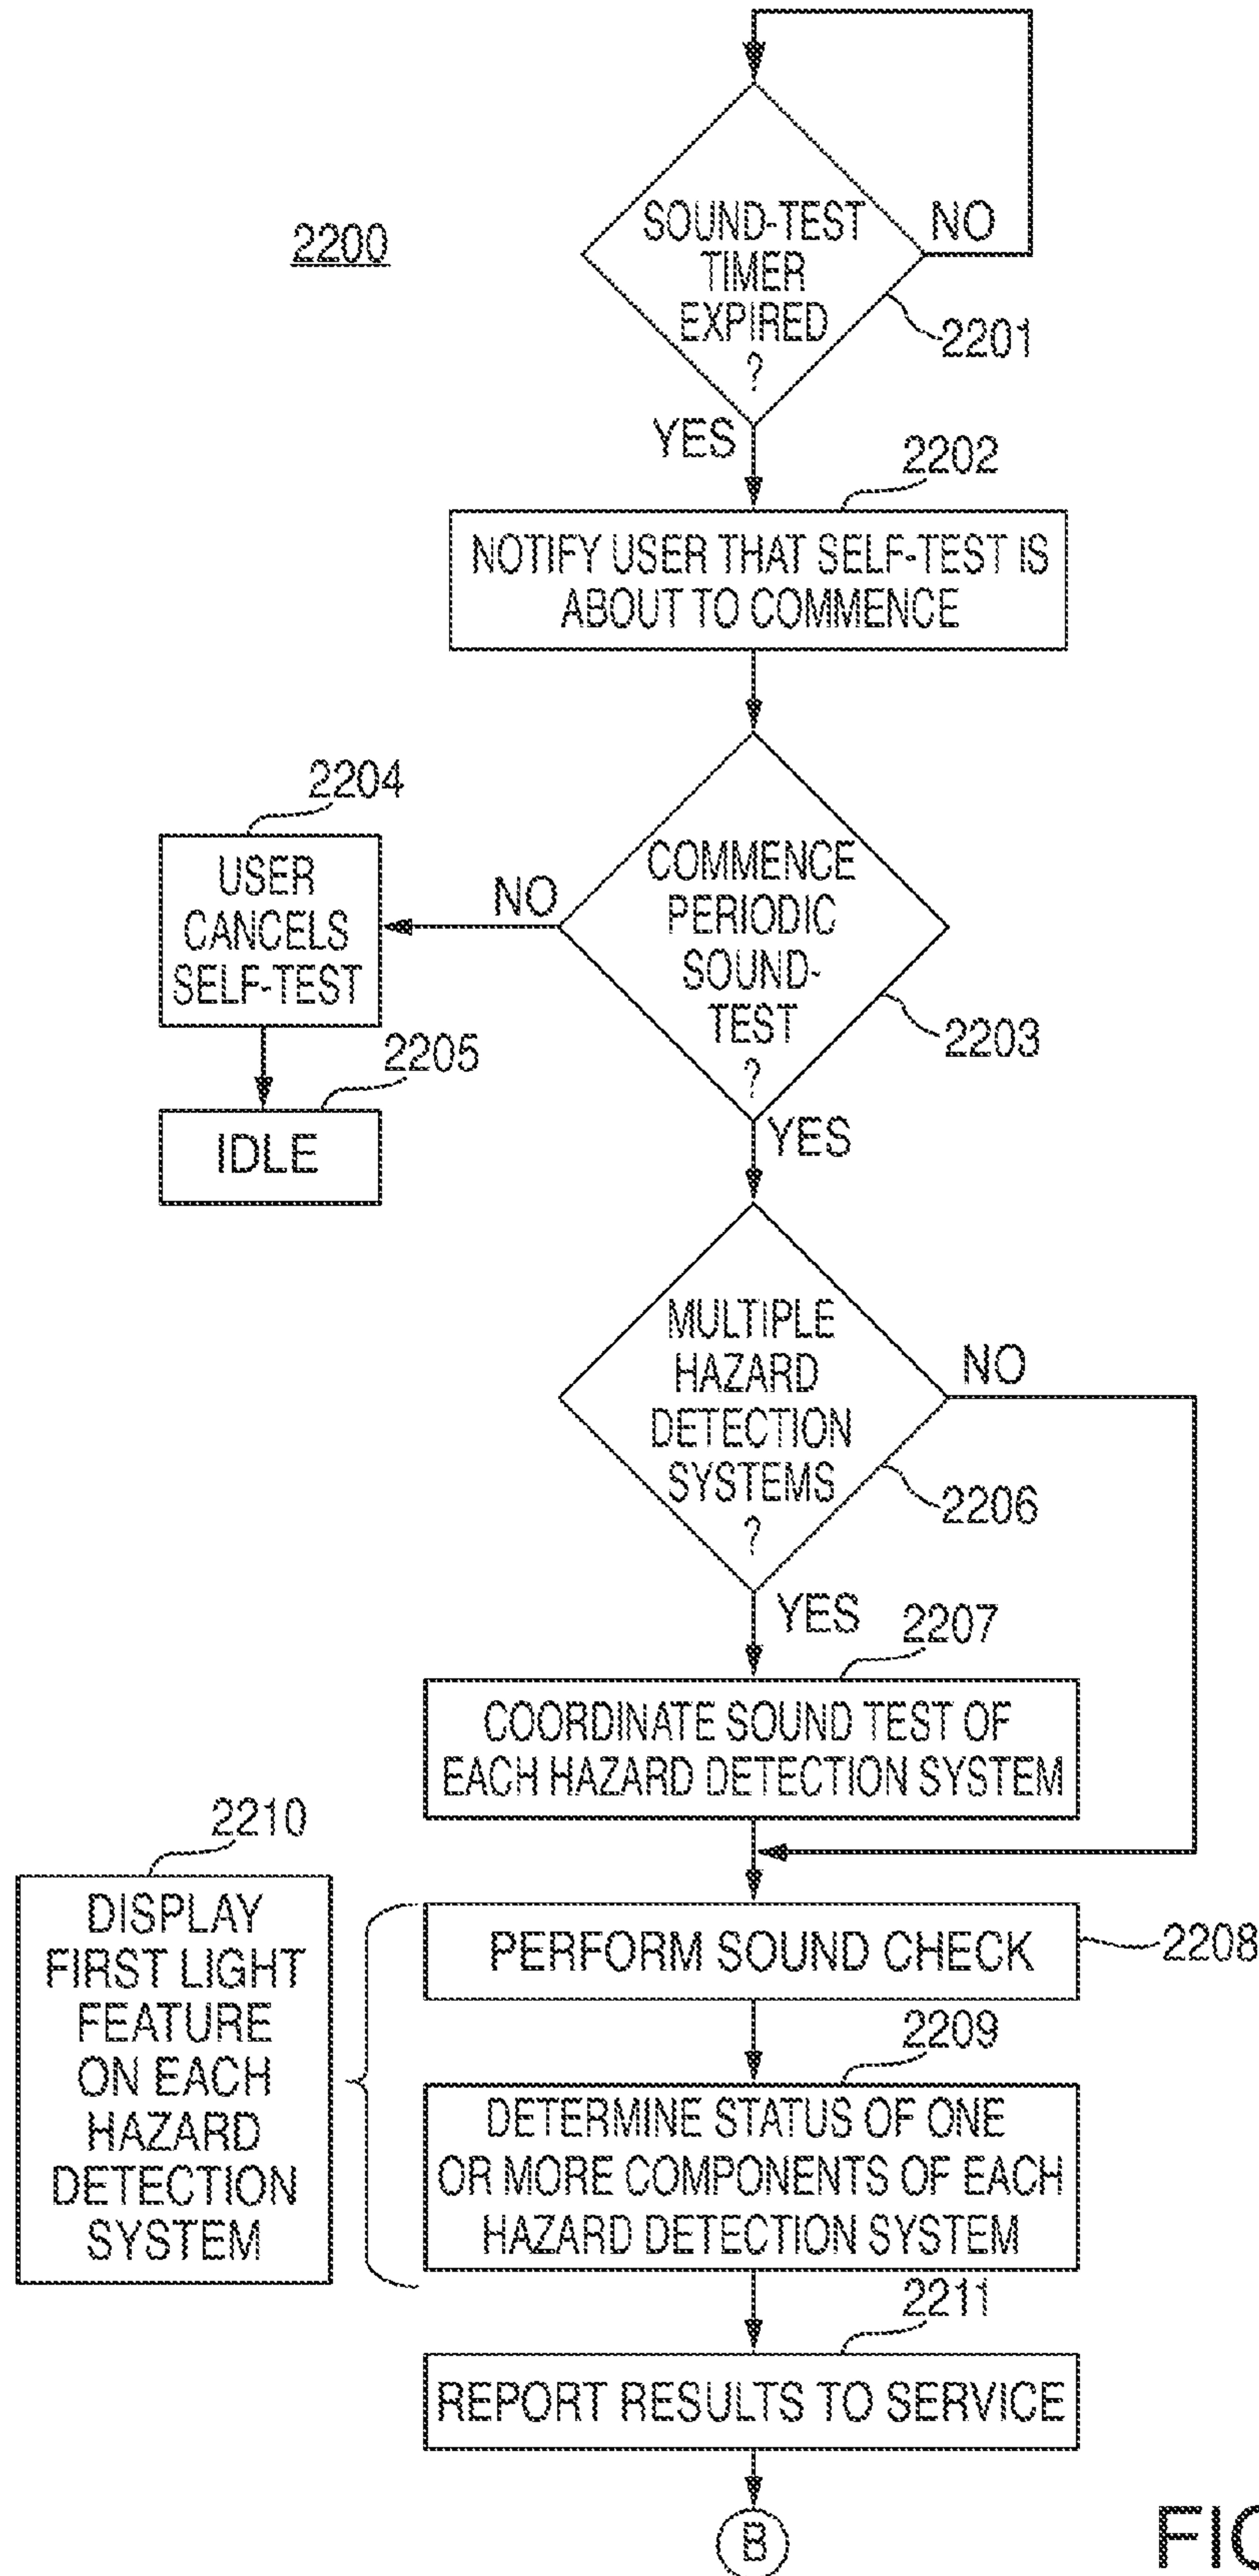 2200
SOUND-TEST
TIMER
EXPIRED
?
NO
2201
YES
2202
NOTIFY USER THAT SELF-TEST IS
ABOUT TO COMMENCE
2204
USER
CANCELS
SELF-TEST
NO
COMMENCE
PERIODIC
SOUND-
TEST
?
2203
2205
IDLE
YES
MULTIPLE
HAZARD
DETECTION
SYSTEMS
?
NO
2206
YES
2207
COORDINATE SOUND TEST OF
EACH HAZARD DETECTION SYSTEM
2210
DISPLAY
FIRST LIGHT
FEATURE
ON EACH
HAZARD
DETECTION
SYSTEM
PERFORM SOUND CHECK
2208
2209
DETERMINE STATUS OF ONE
OR MORE COMPONENTS OF EACH
HAZARD DETECTION SYSTEM
2211
REPORT RESULTS TO SERVICE
B